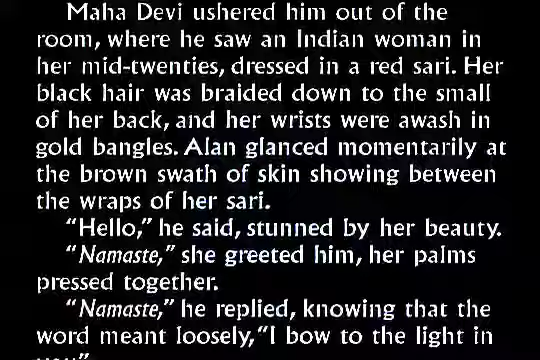 Maha Devi ushered him out of the
room, where he saw an Indian woman in
her mid-twenties, dressed in a red sari. Her
black hair was braided down to the small
of her back, and her wrists were awash in
gold bangles. Alan glanced momentarily at
the brown swath of skin showing between
the wraps of her sari.
"Hello," he said, stunned by her beauty.
"Namaste," she greeted him, her palms
pressed together.
"Namaste," he replied, knowing that the
word meant loosely, "I bow to the light in